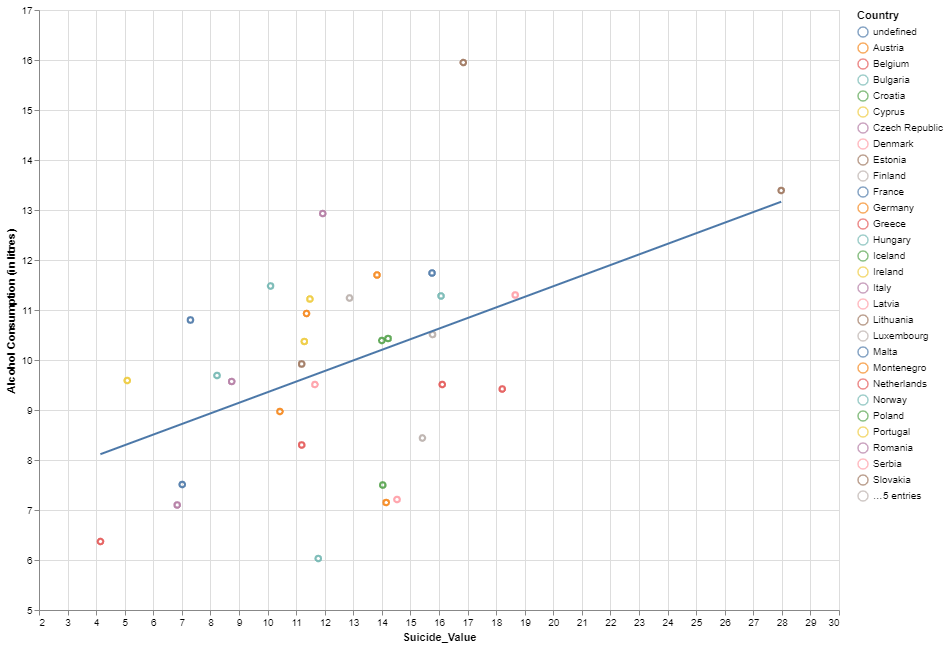 17
16
15
14
13
12
11
10
9
8
7
6
5
Alcohol Consumption (in litres)
2 3 4 5 6 7 8 9 10 11 12 13 14 15 16 17 18 19 20 21 22 23 24 25 26 27 28 29 30
Suicide_Value
Country
undefined
Austria
Belgium
Bulgaria
Croatia
Cyprus
Czech Republic
Denmark
Estonia
Finland
France
Germany
Greece
Hungary
Iceland
Ireland
Italy
Latvia
Lithuania
Luxembourg
Malta
Montenegro
Netherlands
Norway
Poland
Portugal
Romania
Serbia
Slovakia
…5 entries